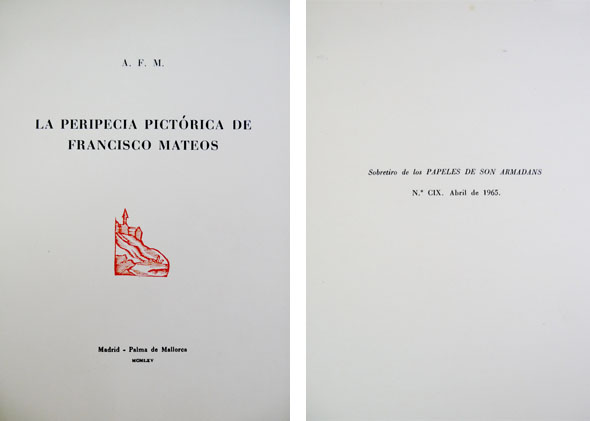 A. F. M.
LA PERIPECIA PICTÓRICA DE
FRANCISCO MATEOS
Madrid - Palma de Mallorca
MCMLXV
Sobretiro de los PAPELES DE SON ARMADANS
N.º CIX. Abril de 1965.